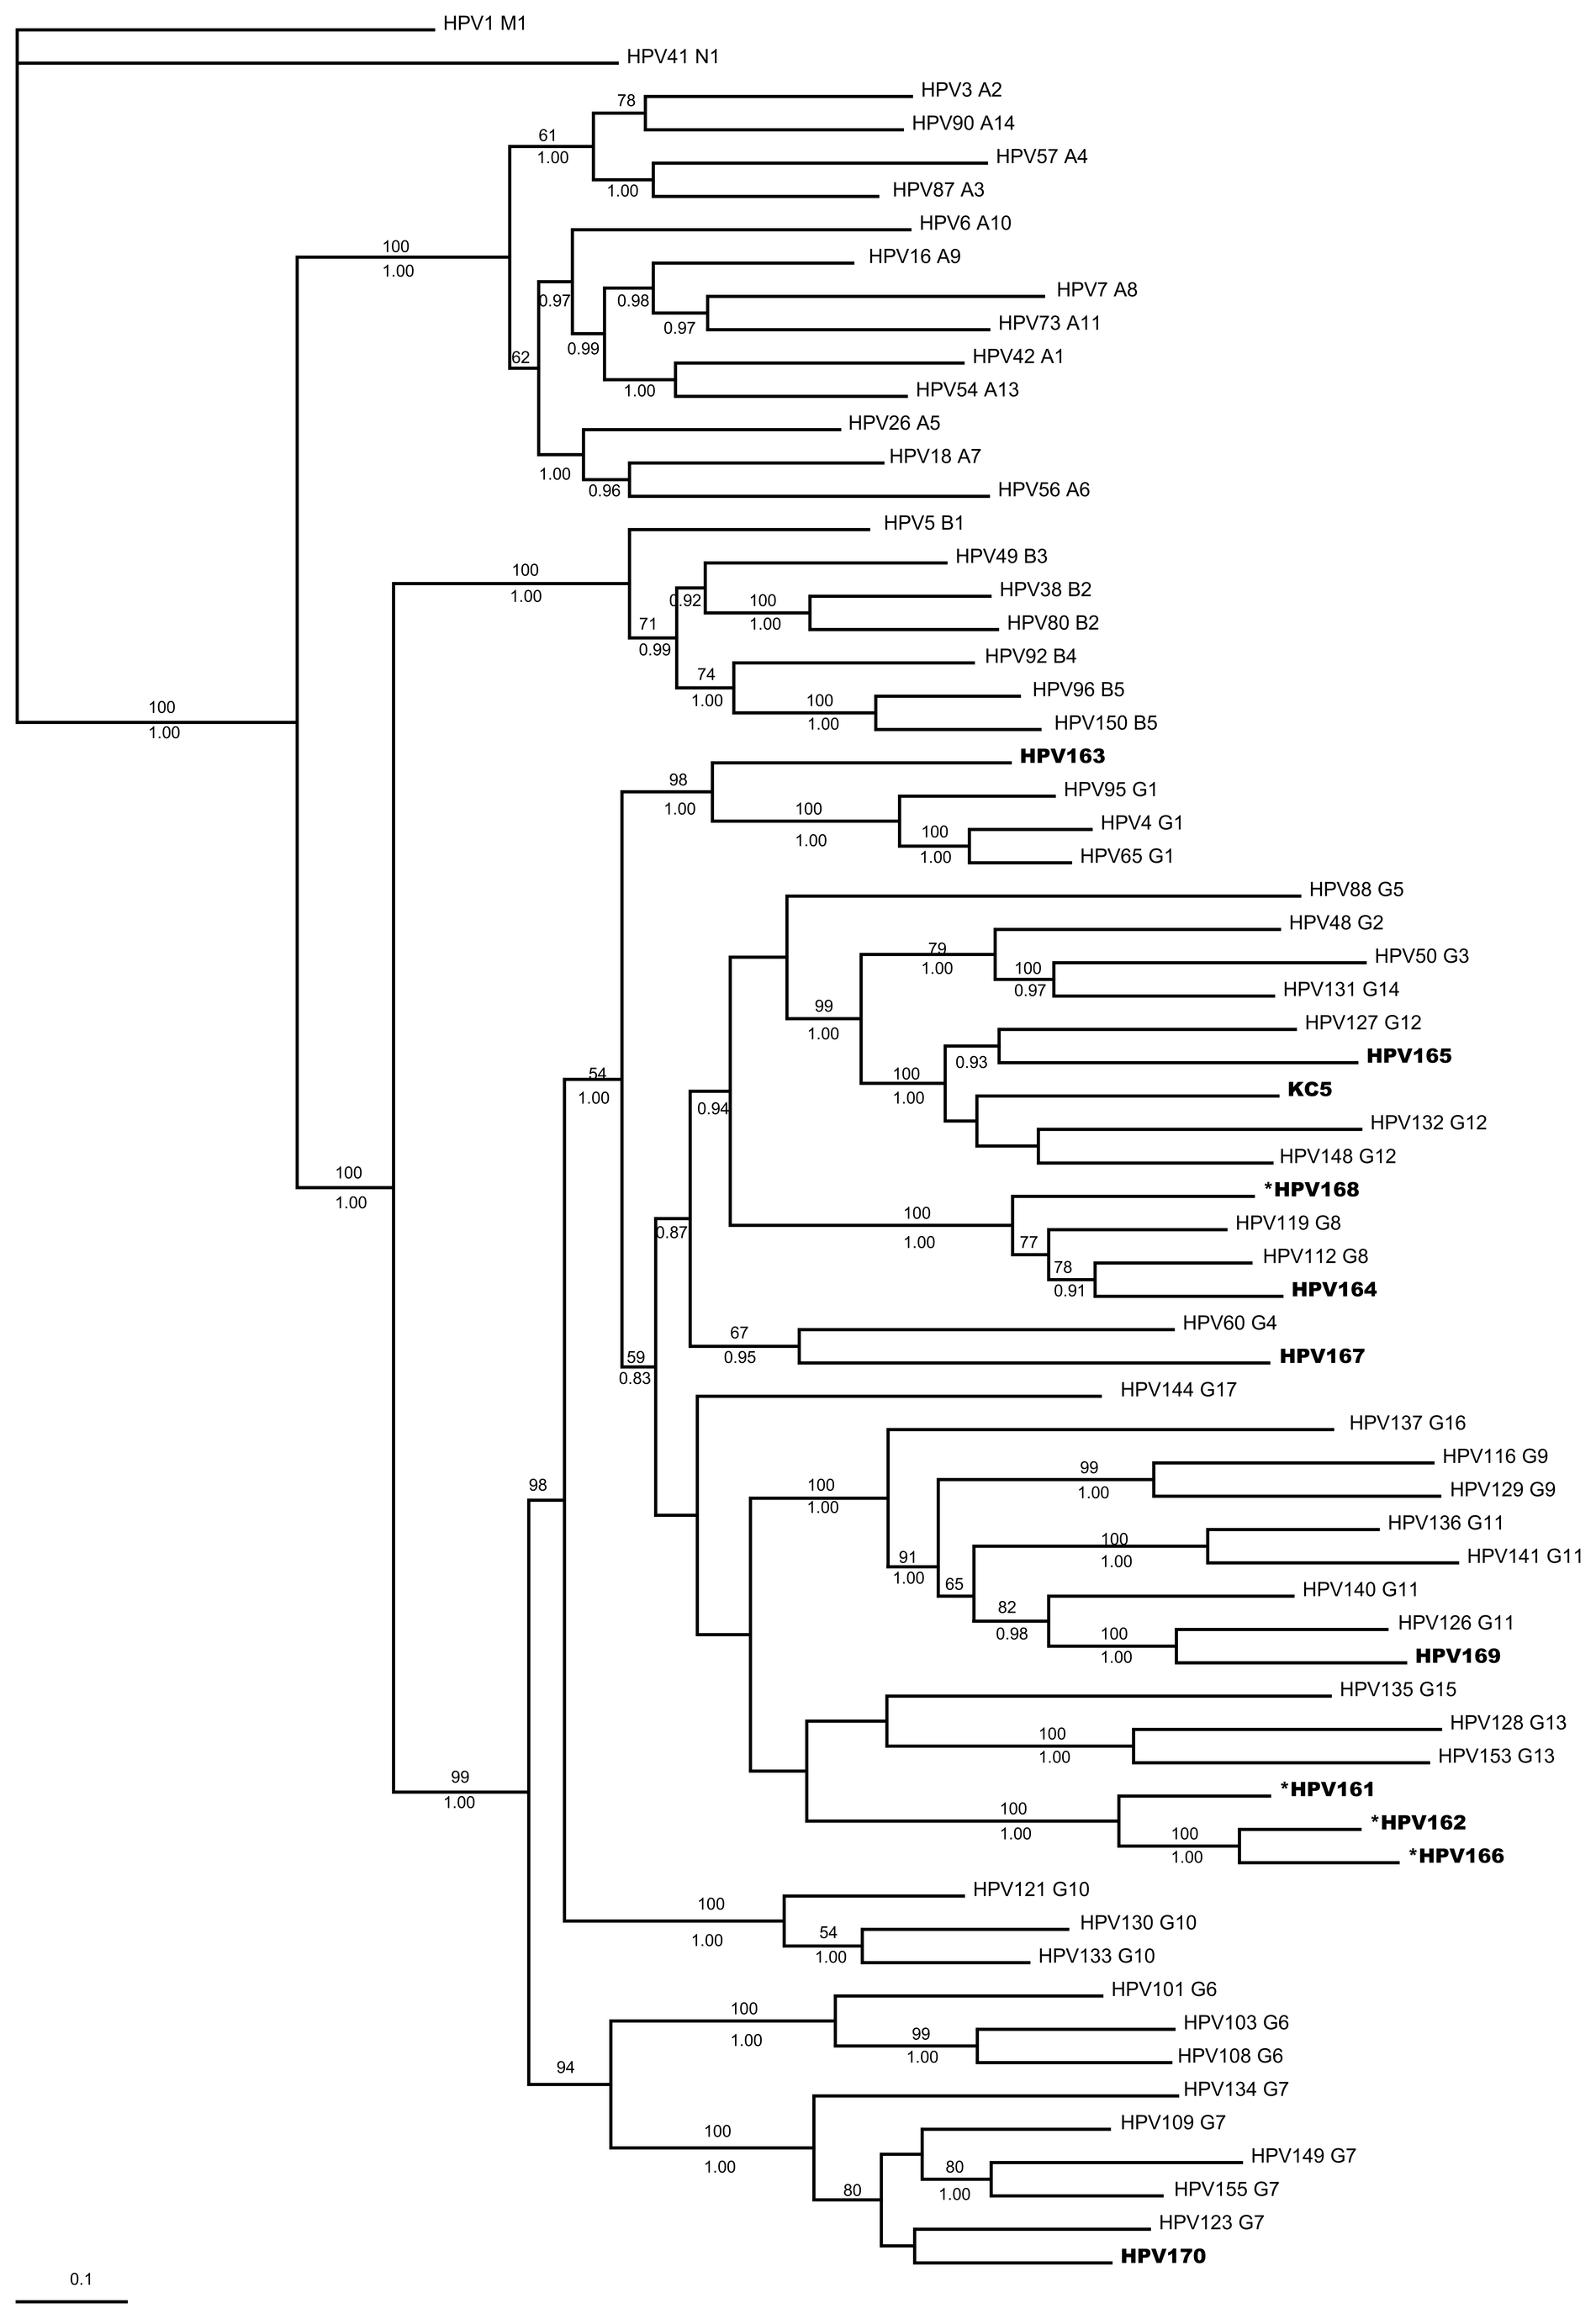 HPV1 M1
HPV41 N1
HPV3 A2
78
HPV90 A14
61
1.00
HPV57 A4
1.00
HPV87 A3
HPV6 A10
100
1.00
HPV16 A9
0.97
0.98
HPV7 A8
0.97
HPV73 A11
0.99
62
HPV42 A1
1.00
HPV54 A13
HPV26 A5
HPV18 A7
1.00
0.96
HPV56 A6
HPV5 B1
HPV49 B3
100
1.00
HPV38 B2
0.92
100
1.00
HPV80 B2
71
0.99
HPV92 B4
74
1.00
HPV96 B5
100
1.00
HPV150 B5
100
1.00
HPV163
98
1.00
HPV95 G1
100
1.00
HPV4 G1
100
1.00
HPV65 G1
HPV88 G5
HPV48 G2
79
1.00
HPV50 G3
100
0.97
HPV131 G14
99
1.00
HPV127 G12
0.93
HPV165
100
1.00
KC5
54
1.00
0.94
HPV132 G12
HPV148 G12
100
1.00
*HPV168
100
1.00
HPV119 G8
0.87
77
HPV112 G8
78
0.91
HPV164
HPV60 G4
67
0.95
HPV167
59
0.83
HPV144 G17
HPV137 G16
HPV116 G9
99
1.00
HPV129 G9
98
100
1.00
HPV136 G11
100
1.00
HPV141 G11
91
1.00
65
HPV140 G11
82
0.98
HPV126 G11
100
1.00
HPV169
HPV135 G15
HPV128 G13
100
1.00
HPV153 G13
99
1.00
*HPV161
100
1.00
*HPV162
100
1.00
*HPV166
HPV121 G10
100
1.00
HPV130 G10
54
1.00
HPV133 G10
HPV101 G6
100
1.00
HPV103 G6
99
1.00
HPV108 G6
94
HPV134 G7
HPV109 G7
100
1.00
HPV149 G7
80
1.00
HPV155 G7
80
HPV123 G7
HPV170
0.1